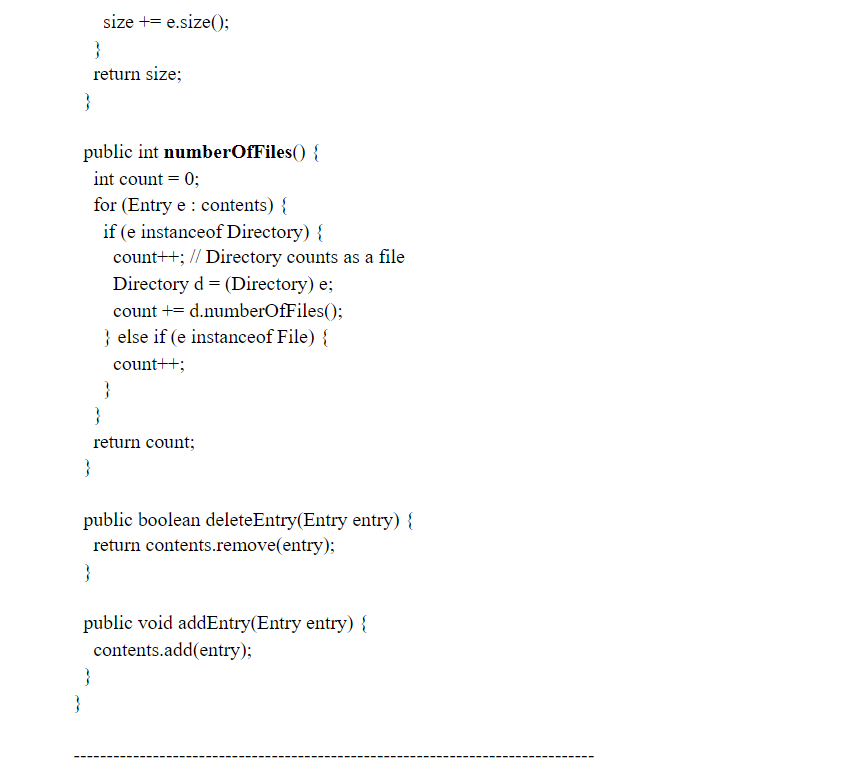 size += e.size();
}
return size;
}
public int numberOfFiles() {
int count = 0;
for (Entry e : contents) {
if (e instanceof Directory) {
count++; // Directory counts as a file
Directory d = (Directory) e;
count += d.numberOfFiles();
} else if (e instanceof File) {
count++;
}
}
return count;
}
public boolean deleteEntry(Entry entry) {
return contents.remove(entry);
}
public void addEntry(Entry entry) {
contents.add(entry);
}
}
--------------------------------------------------------------------------------